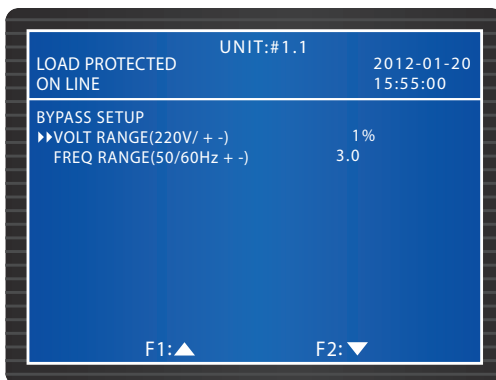 UNIT:#1.1
LOAD PROTECTED 2012-01-20
ON LINE 15:55:00
BYPASS SETUP
VOLT RANGE(220V/ + -) 1%
FREQ RANGE(50/60Hz + -) 3.0
F1: F2: